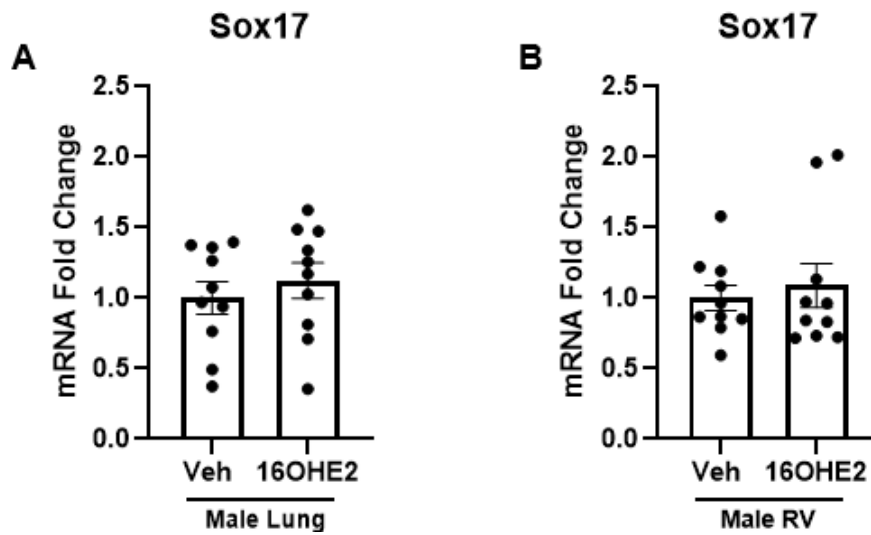 Sox17
A
mRNA Fold Change
2.5
2.0
1.5
1.0
0.5
0.0
Veh 16OHE2
Male Lung
Sox17
B
mRNA Fold Change
2.5
2.0
1.5
1.0
0.5
0.0
Veh 16OHE2
Male RV